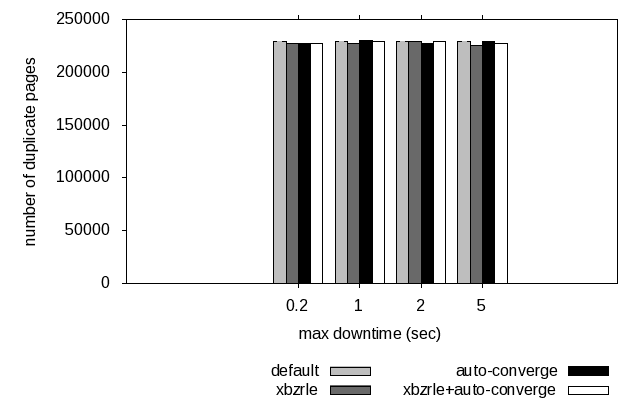 250000
200000
150000
100000
50000
0
number of duplicate pages
0.2 1 2 5
max downtime (sec)
default auto-converge
xbzrle xbzrle+auto-converge